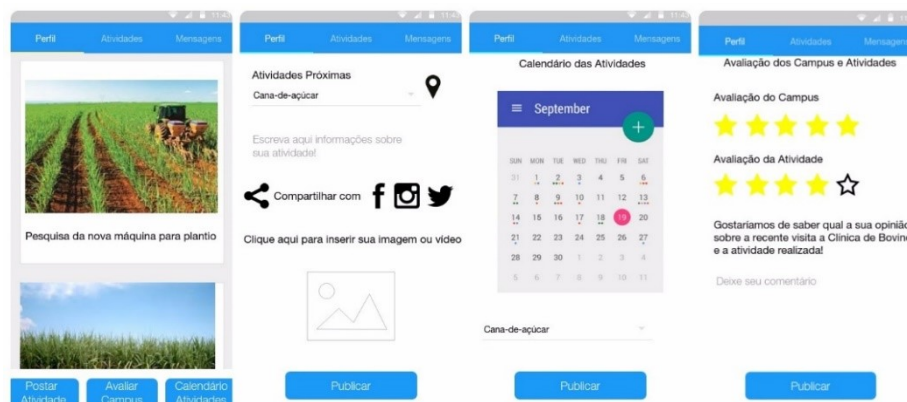 11:43
Perfil Atividades Mensagens
Pesquisa da nova máquina para plantio
Postar Atividade
Avaliar Campus
Calendário Atividades
11:43
Perfil Atividades Mensagens
Atividades Próximas
Cana-de-açúcar
Escreva aqui informações sobre
sua atividade!
Compartilhar com
Clique aqui para inserir sua imagem ou vídeo
Publicar
Perfil Atividades Mensagens
Calendário das Atividades
September
SUN MON TUE WED THU FRI SAT
31 1 2 3 4 5 6
7 8 9 10 11 12 13
14 15 16 17 18 19 20
21 22 23 24 25 26 27
28 29 30 1 2 3 4
5 6 7 8 9 10 11
Cana-de-açúcar
Publicar
Perfil Atividades Mensagens
Avaliação dos Campus e Atividades
Avaliação do Campus
Avaliação da Atividade
Gostaríamos de saber qual a sua opinião
sobre a recente visita a Clínica de Bovino
e a atividade realizada!
Deixe seu comentário
Publicar